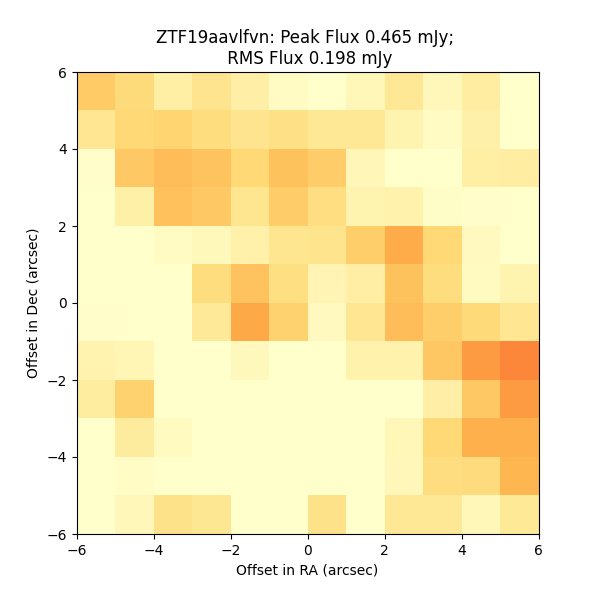 ZTF19aavlfvn: Peak Flux 0.465 mJy;
RMS Flux 0.198 mJy
6
4
2
0
−2
−4
−6
Offset in Dec (arcsec)
−6 −4 −2 0 2 4 6
Offset in RA (arcsec)